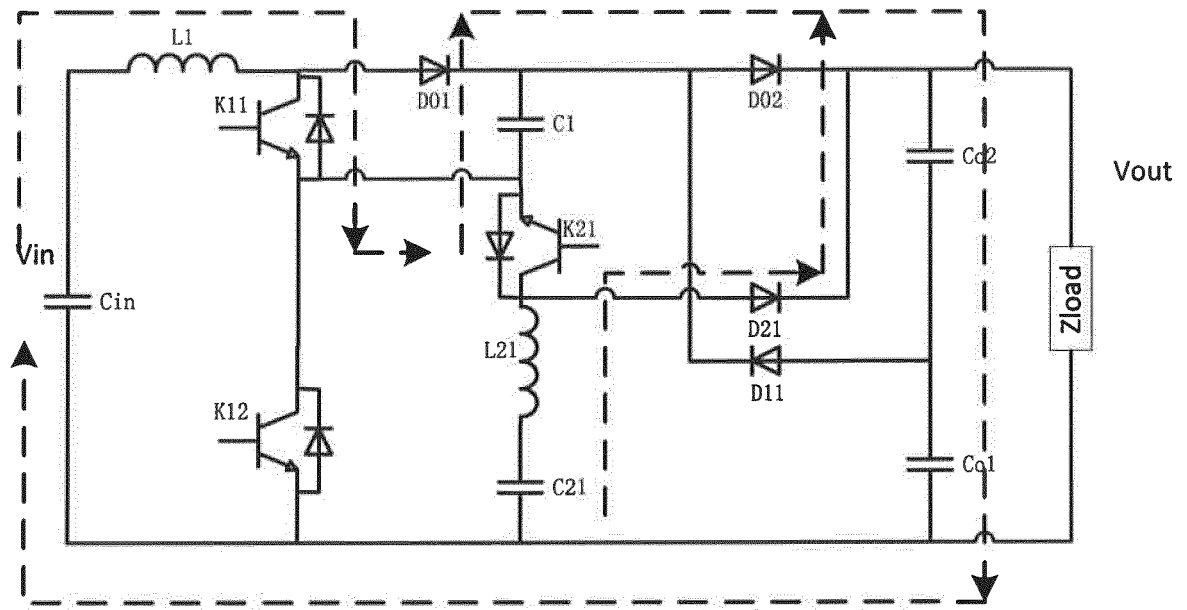 L1
K11
D01
C1
D02
Co2
Vout
K21
Vin
Cin
L21
D21
Zload
D11
K12
C21
Co1